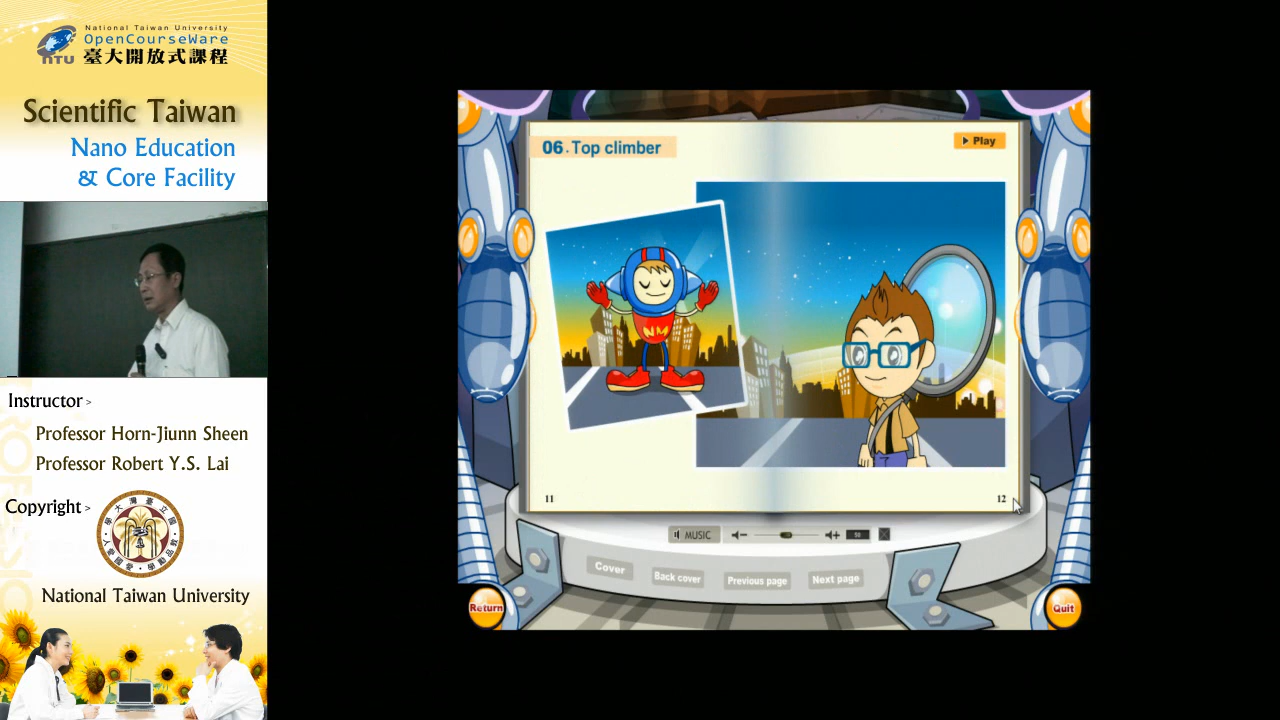 National Taiwan University
OpenCourseWare
NTU 臺大開放式課程
Scientific Taiwan
Nano Education
& Core Facility
Instructor >
Professor Horn-Jiunn Sheen
Professor Robert Y.S. Lai
Copyright >
National Taiwan University
06. Top climber
Play
NM
11
12
MUSIC
50
Cover
Back cover
Previous page
Next page
Return
Quit